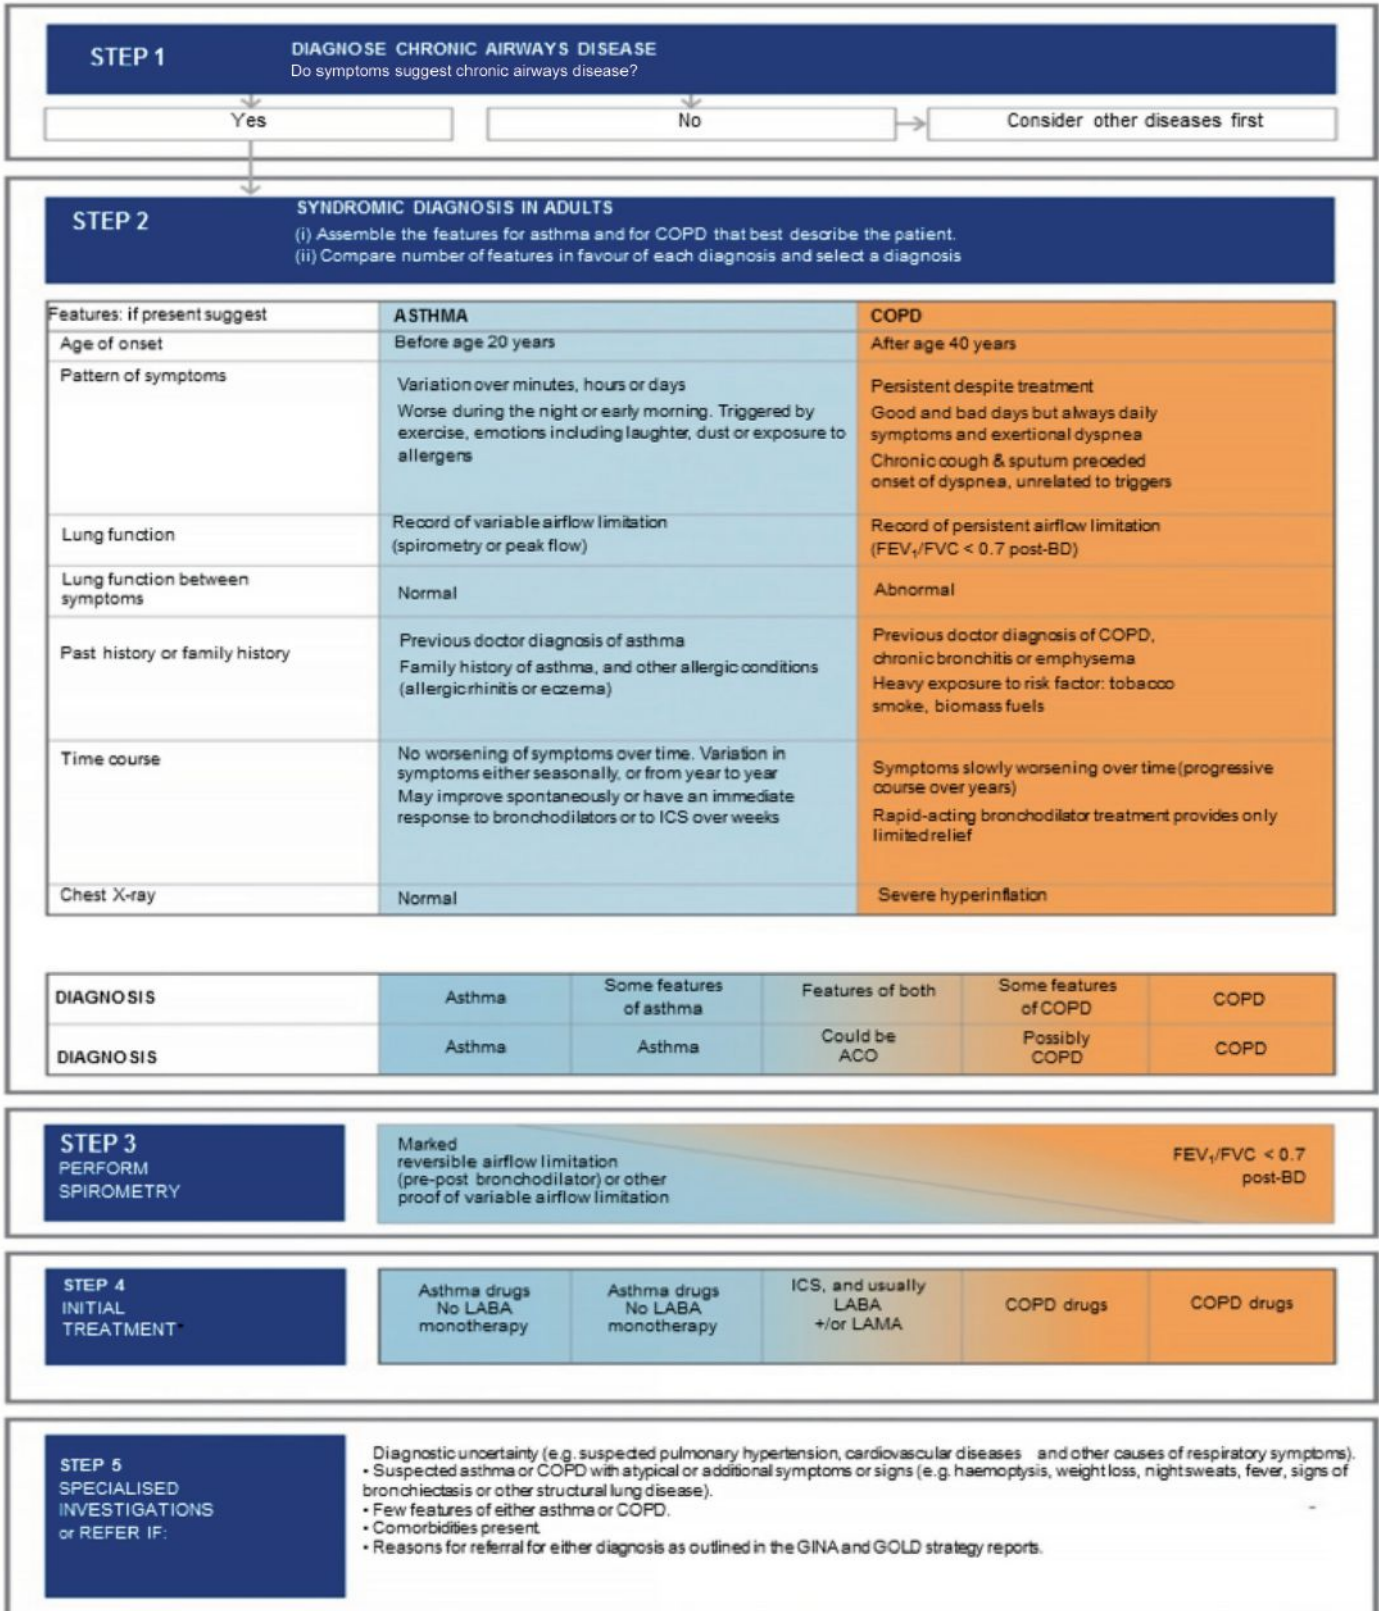 STEP 1
DIAGNOSE CHRONIC AIRWAYS DISEASE
Do symptoms suggest chronic airways disease?
Yes
No
Consider other diseases first
STEP 2
SYNDROMIC DIAGNOSIS IN ADULTS
(i) Assemble the features for asthma and for COPD that best describe the patient.
(ii) Compare number of features in favour of each diagnosis and select a diagnosis
Features: if present suggest
ASTHMA
COPD
Age of onset
Before age 20 years
After age 40 years
Pattern of symptoms
Variation over minutes, hours or days
Worse during the night or early morning. Triggered by
exercise, emotions including laughter, dust or exposure to
allergens
Persistent despite treatment
Good and bad days but always daily
symptoms and exertional dyspnea
Chronic cough & sputum preceded
onset of dyspnea, unrelated to triggers
Lung function
Record of variable airflow limitation
(spirometry or peak flow)
Record of persistent airflow limitation
(FEV₁/FVC < 0.7 post-BD)
Lung function between
symptoms
Normal
Abnormal
Past history or family history
Previous doctor diagnosis of asthma
Family history of asthma, and other allergic conditions
(allergic rhinitis or eczema)
Previous doctor diagnosis of COPD,
chronic bronchitis or emphysema
Heavy exposure to risk factor: tobacco
smoke, biomass fuels
Time course
No worsening of symptoms over time. Variation in
symptoms either seasonally, or from year to year
May improve spontaneously or have an immediate
response to bronchodilators or to ICS over weeks
Symptoms slowly worsening over time (progressive
course over years)
Rapid-acting bronchodilator treatment provides only
limited relief
Chest X-ray
Normal
Severe hyperinflation
DIAGNOSIS
Asthma
Some features
of asthma
Features of both
Some features
of COPD
COPD
DIAGNOSIS
Asthma
Asthma
Could be
ACO
Possibly
COPD
COPD
STEP 3
PERFORM
SPIROMETRY
Marked
reversible airflow limitation
(pre-post bronchodilator) or other
proof of variable airflow limitation
FEV₁/FVC < 0.7
post-BD
STEP 4
INITIAL
TREATMENT*
Asthma drugs
No LABA
monotherapy
Asthma drugs
No LABA
monotherapy
ICS, and usually
LABA
+/or LAMA
COPD drugs
COPD drugs
STEP 5
SPECIALISED
INVESTIGATIONS
or REFER IF:
Diagnostic uncertainty (e.g. suspected pulmonary hypertension, cardiovascular diseases and other causes of respiratory symptoms).
• Suspected asthma or COPD with atypical or additional symptoms or signs (e.g. haemoptysis, weight loss, night sweats, fever, signs of
bronchiectasis or other structural lung disease).
• Few features of either asthma or COPD.
• Comorbidities present.
• Reasons for referral for either diagnosis as outlined in the GINA and GOLD strategy reports.